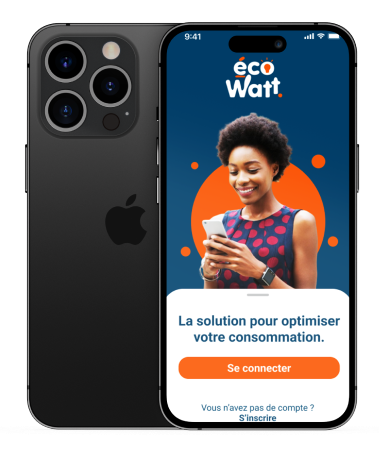 9:41
éco
Watt.
La solution pour optimiser
votre consommation.
Se connecter
Vous n'avez pas de compte ?
S'inscrire